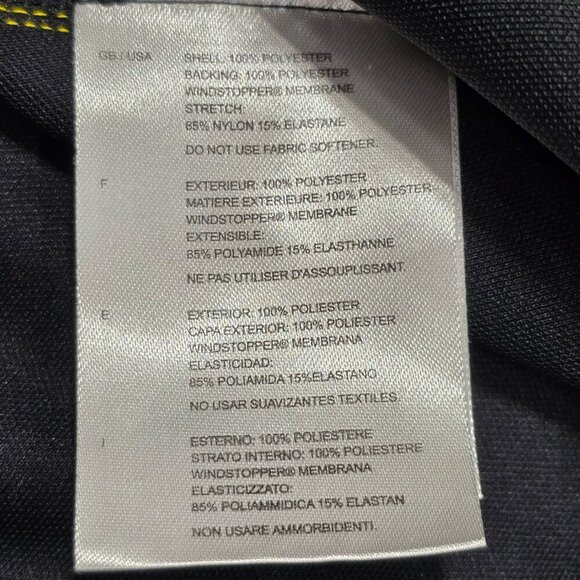 GB / USA SHELL: 100% POLYESTER
BACKING: 100% POLYESTER
WINDSTOPPER® MEMBRANE
STRETCH:
85% NYLON 15% ELASTANE
DO NOT USE FABRIC SOFTENER.
F EXTERIEUR: 100% POLYESTER
MATIERE EXTERIEURE: 100% POLYESTER
WINDSTOPPER® MEMBRANE
EXTENSIBLE:
85% POLYAMIDE 15% ELASTHANNE
NE PAS UTILISER D'ASSOUPLISSANT.
E EXTERIOR: 100% POLIESTER
CAPA EXTERIOR: 100% POLIESTER
WINDSTOPPER® MEMBRANA
ELASTICIDAD:
85% POLIAMIDA 15%ELASTANO
NO USAR SUAVIZANTES TEXTILES.
I ESTERNO: 100% POLIESTERE
STRATO INTERNO: 100% POLIESTERE
WINDSTOPPER® MEMBRANA
ELASTICIZZATO:
85% POLIAMMIDICA 15% ELASTAN
NON USARE AMMORBIDENTI.